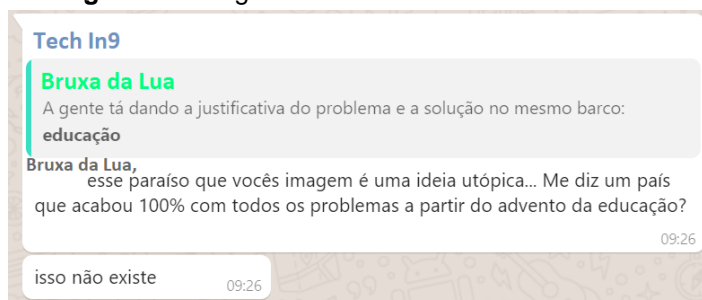 Tech In9
Bruxa da Lua
A gente tá dando a justificativa do problema e a solução no mesmo barco:
educação
Bruxa da Lua,
esse paraíso que vocês imagem é uma ideia utópica... Me diz um país
que acabou 100% com todos os problemas a partir do advento da educação?
09:26
isso não existe
09:26